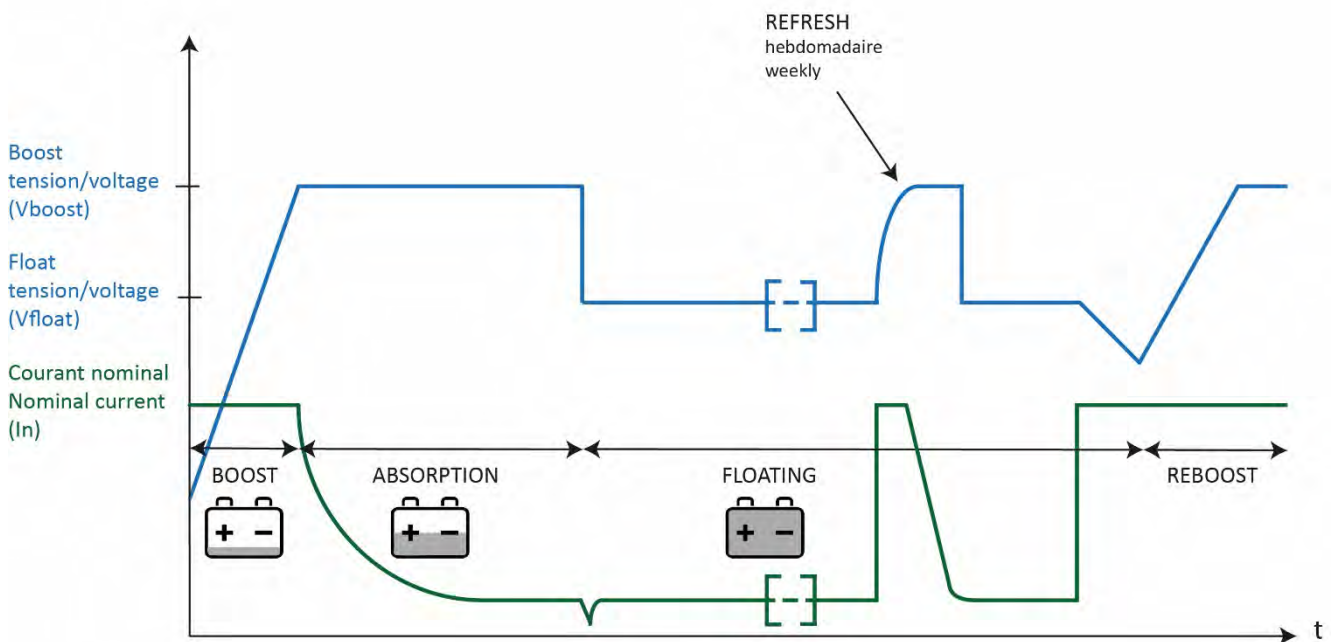 REFRESH
hebdomadaire
weekly
Boost
tension/voltage
(Vboost)
Float
tension/voltage
(Vfloat)
Courant nominal
Nominal current
(In)
BOOST
ABSORPTION
FLOATING
REBOOST
+ -
+ -
+ -
t